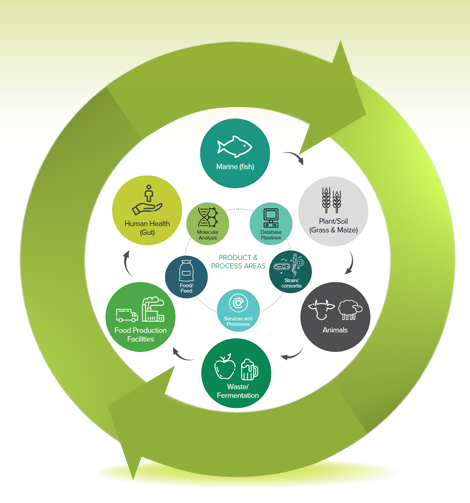 Marine (fish)
Plant/Soil
(Grass & Maize)
Animals
Waste/
Fermentation
Food Production
Facilities
Human Health
(Gut)
Molecular
Analysis
Database
Pipelines
Strain/
consortia
Services and
Processes
Food/
Feed
PRODUCT &
PROCESS AREAS